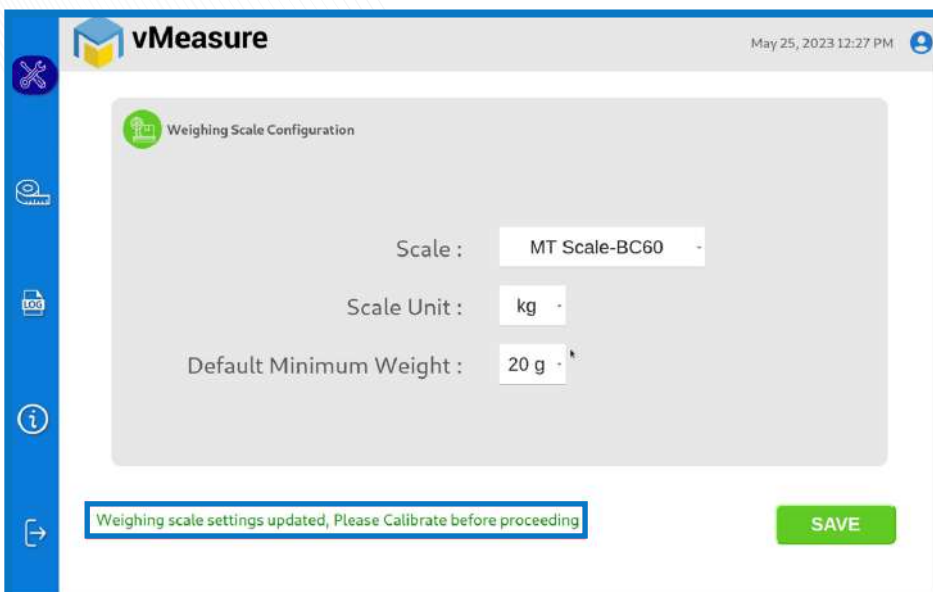 vMeasure
May 25, 2023 12:27 PM
Weighing Scale Configuration
Scale : MT Scale-BC60
Scale Unit : kg
LOG
Default Minimum Weight : 20 g
Weighing scale settings updated, Please Calibrate before proceeding
SAVE